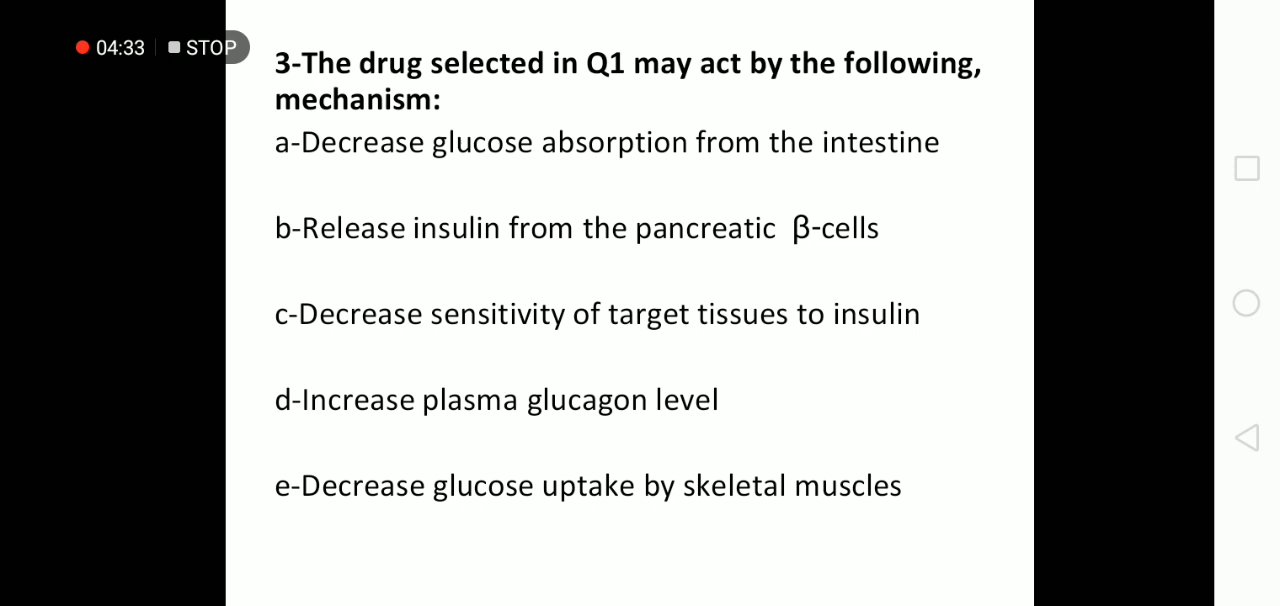 04:33 STOP
3-The drug selected in Q1 may act by the following,
mechanism:
a-Decrease glucose absorption from the intestine
b-Release insulin from the pancreatic β-cells
c-Decrease sensitivity of target tissues to insulin
d-Increase plasma glucagon level
e-Decrease glucose uptake by skeletal muscles